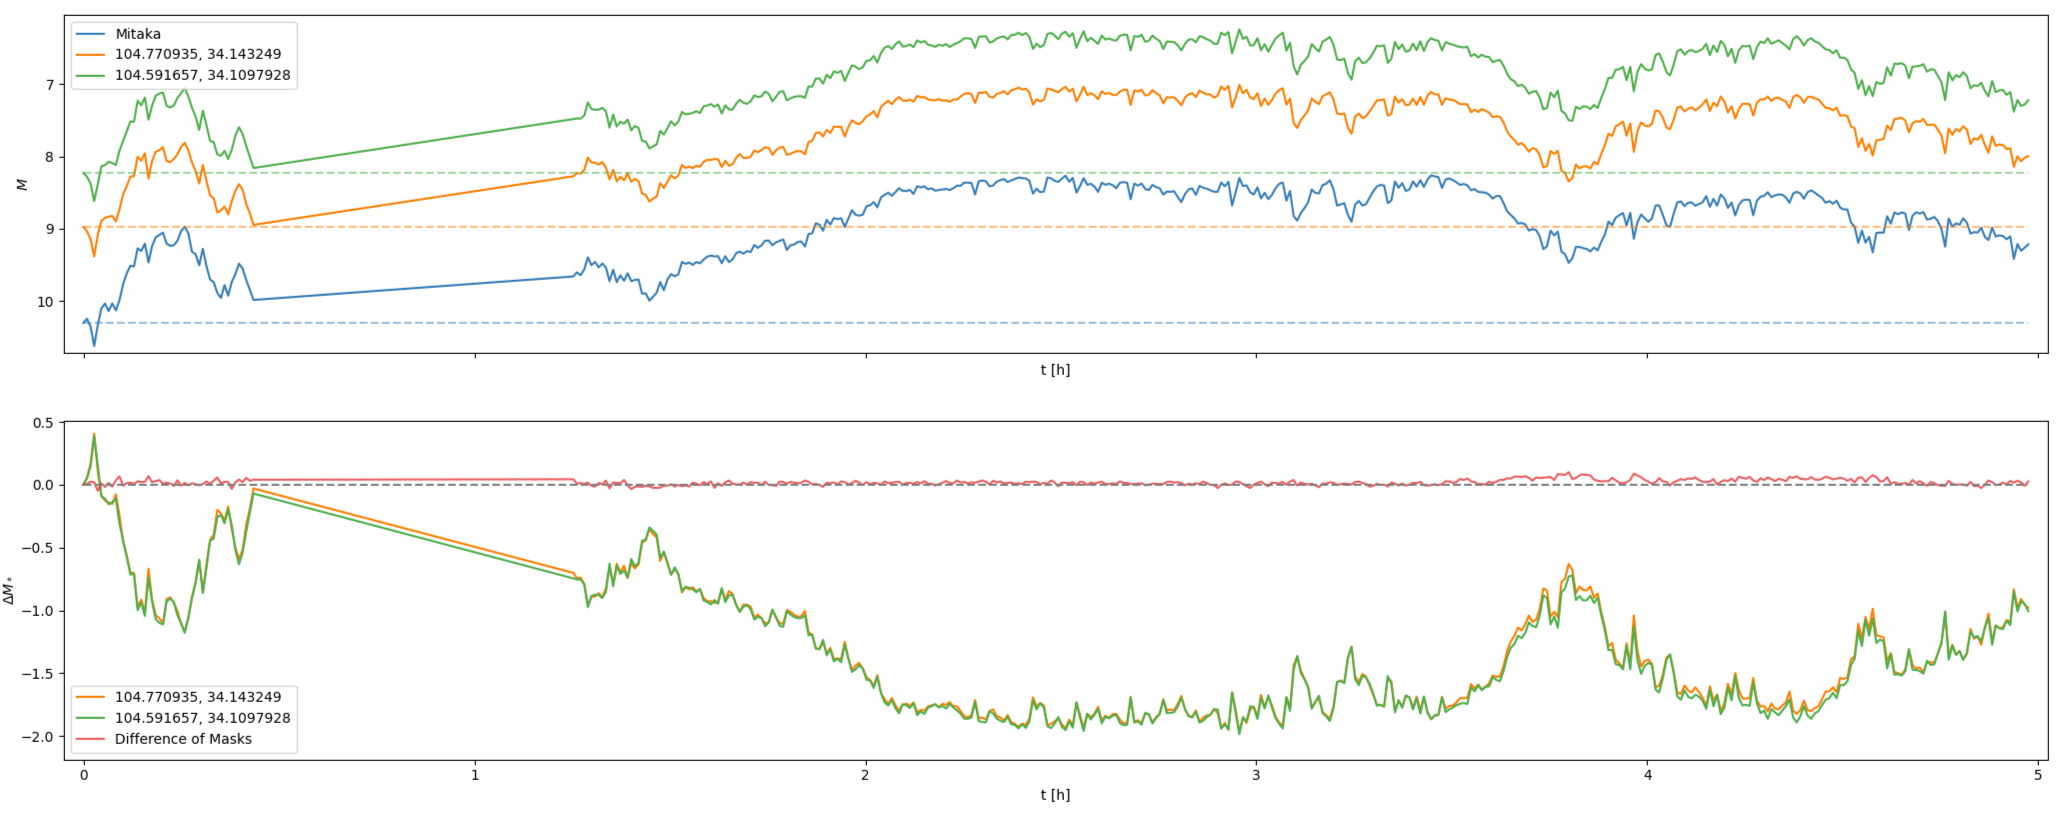 Mitaka
104.770935, 34.143249
104.591657, 34.1097928
7
8
9
10
M
t [h]
0.5
0.0
−0.5
−1.0
−1.5
−2.0
ΔM*
104.770935, 34.143249
104.591657, 34.1097928
Difference of Masks
0 1 2 3 4 5
t [h]